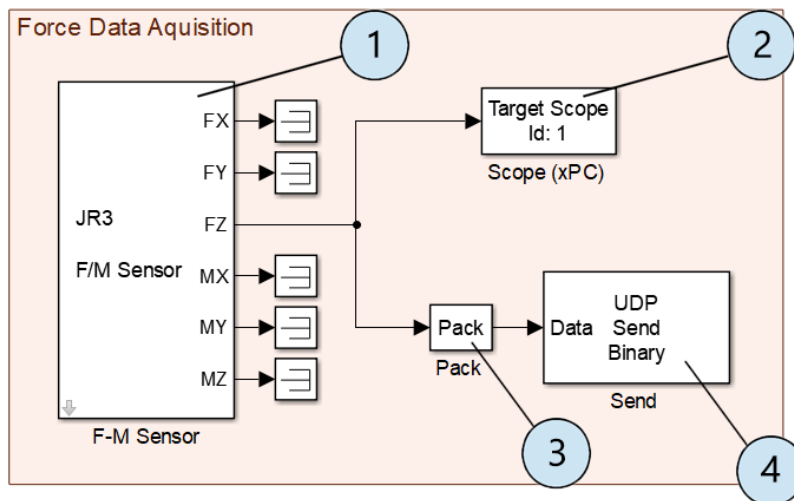 Force Data Aquisition
1
2
FX
FY
JR3
FZ
F/M Sensor
MX
MY
MZ
F-M Sensor
Target Scope
Id: 1
Scope (xPC)
Pack
Pack
Data
UDP
Send
Binary
Send
3
4